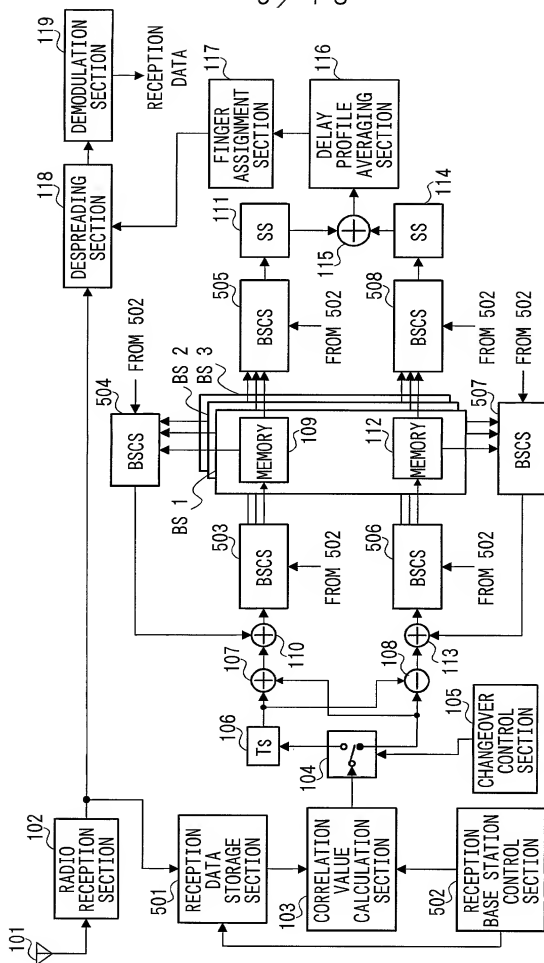 101
102
RADIO
RECEPTION
SECTION
501
RECEPTION
DATA
STORAGE
SECTION
103
CORRELATION
VALUE
CALCULATION
SECTION
502
RECEPTION
BASE STATION
CONTROL
SECTION
104
105
CHANGEOVER
CONTROL
SECTION
106
TS
107
108
110
113
503
BSCS
FROM 502
506
BSCS
FROM 502
504
BSCS
FROM 502
BS 1
BS 2
BS 3
MEMORY
109
112
MEMORY
507
BSCS
FROM 502
505
BSCS
FROM 502
508
BSCS
FROM 502
111
SS
114
SS
115
116
DELAY
PROFILE
AVERAGING
SECTION
117
FINGER
ASSIGNMENT
SECTION
118
DESPREADING
SECTION
119
DEMODULATION
SECTION
RECEPTION
DATA